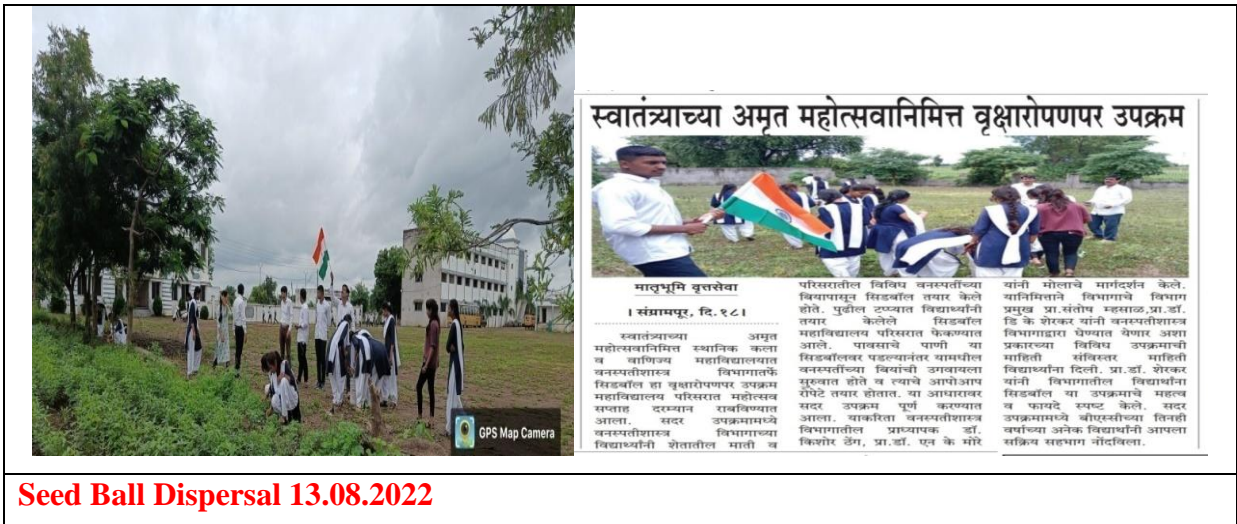 स्वातंत्र्याच्या अमृत महोत्सवानिमित्त वृक्षारोपणपर उपक्रम
मातृभूमि वृत्तसेवा
। संग्रामपूर, दि.१८।
स्वातंत्र्याच्या अमृत
महोत्सवानिमित्त स्थानिक कला
व वाणिज्य महाविद्यालयात
वनस्पतीशास्त्र विभागातर्फे
सिडबॉल हा वृक्षारोपणपर उपक्रम
महाविद्यालय परिसरात महोत्सव
सप्ताह दरम्यान राबविण्यात
आला. सदर उपक्रमामध्ये
वनस्पतीशास्त्र विभागाच्या
विद्यार्थ्यांनी शेतातील माती व
परिसरातील विविध वनस्पतींच्या
बियापासून सिडबॉल तयार केले
होते. पुढील टप्प्यात विद्यार्थ्यांनी
तयार केलेले सिडबॉल
महाविद्यालय परिसरात फेकण्यात
आले. पावसाचे पाणी या
सिडबॉलवर पडल्यानंतर यामधील
वनस्पतींच्या बियांची उगवायला
सुरुवात होते व त्याचे आपोआप
रोपटे तयार होतात. या आधारावर
सदर उपक्रम पूर्ण करण्यात
आला. याकरिता वनस्पतीशास्त्र
विभागातील प्राध्यापक डॉ.
किशोर ठेंग, प्रा.डॉ. एन के मोरे
यांनी मोलाचे मार्गदर्शन केले.
यानिमित्ताने विभागाचे विभाग
प्रमुख प्रा.संतोष म्हसाळ,प्रा.डॉ.
डि के शेरकर यांनी वनस्पतीशास्त्र
विभागाद्वारा घेण्यात येणार अशा
प्रकारच्या विविध उपक्रमाची
माहिती संविस्तर माहिती
विद्यार्थ्यांना दिली. प्रा.डॉ. शेरकर
यांनी विभागातील विद्यार्थांना
सिडबॉल या उपक्रमाचे महत्व
व फायदे स्पष्ट केले. सदर
उपक्रमामध्ये बीएस्सीच्या तिनही
वर्षाच्या अनेक विद्यार्थांनी आपला
सक्रिय सहभाग नोंदविला.
GPS Map Camera
Seed Ball Dispersal 13.08.2022